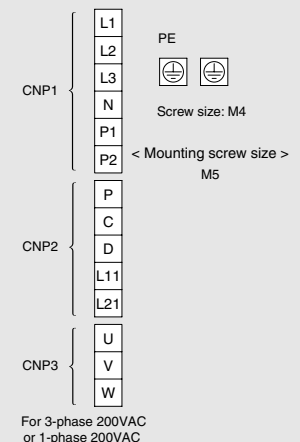 L1
L2
L3
N
P1
P2
CNP1
PE
Screw size: M4
< Mounting screw size >
M5
P
C
D
L11
L21
CNP2
U
V
W
CNP3
For 3-phase 200VAC
or 1-phase 200VAC